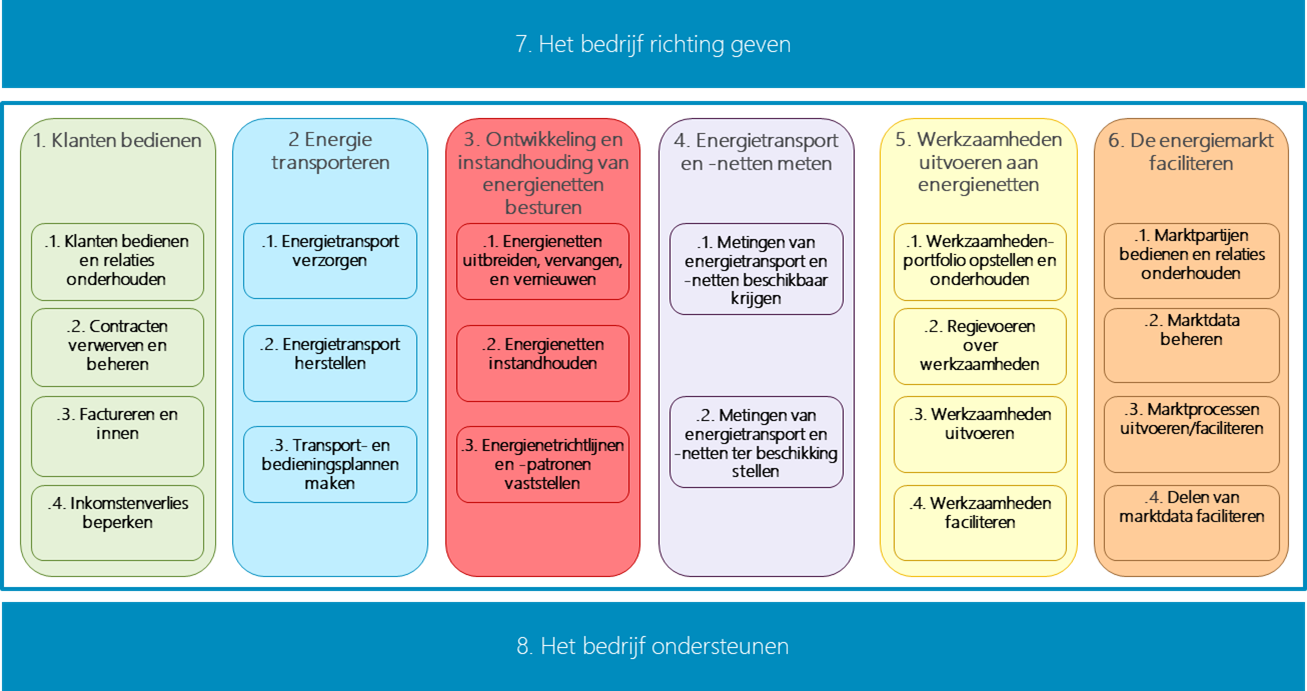 7. Het bedrijf richting geven
1. Klanten bedienen
.1. Klanten bedienen
en relaties
onderhouden
.2. Contracten
verwerven en
beheren
.3. Factureren en
innen
.4. Inkomstenverlies
beperken
2 Energie
transporteren
.1. Energietransport
verzorgen
.2. Energietransport
herstellen
.3. Transport- en
bedieningsplannen
maken
3. Ontwikkeling en
instandhouding van
energienetten
besturen
.1. Energienetten
uitbreiden, vervangen,
en vernieuwen
.2. Energienetten
instandhouden
.3. Energienetrichtlijnen
en -patronen
vaststellen
4. Energietransport
en -netten meten
.1. Metingen van
energietransport en
-netten beschikbaar
krijgen
.2. Metingen van
energietransport en
-netten ter beschikking
stellen
5. Werkzaamheden
uitvoeren aan
energienetten
.1. Werkzaamheden-
portfolio opstellen en
onderhouden
.2. Regievoeren
over
werkzaamheden
.3. Werkzaamheden
uitvoeren
.4. Werkzaamheden
faciliteren
6. De energiemarkt
faciliteren
.1. Marktpartijen
bedienen en relaties
onderhouden
.2. Marktdata
beheren
.3. Marktprocessen
uitvoeren/faciliteren
.4. Delen van
marktdata faciliteren
8. Het bedrijf ondersteunen